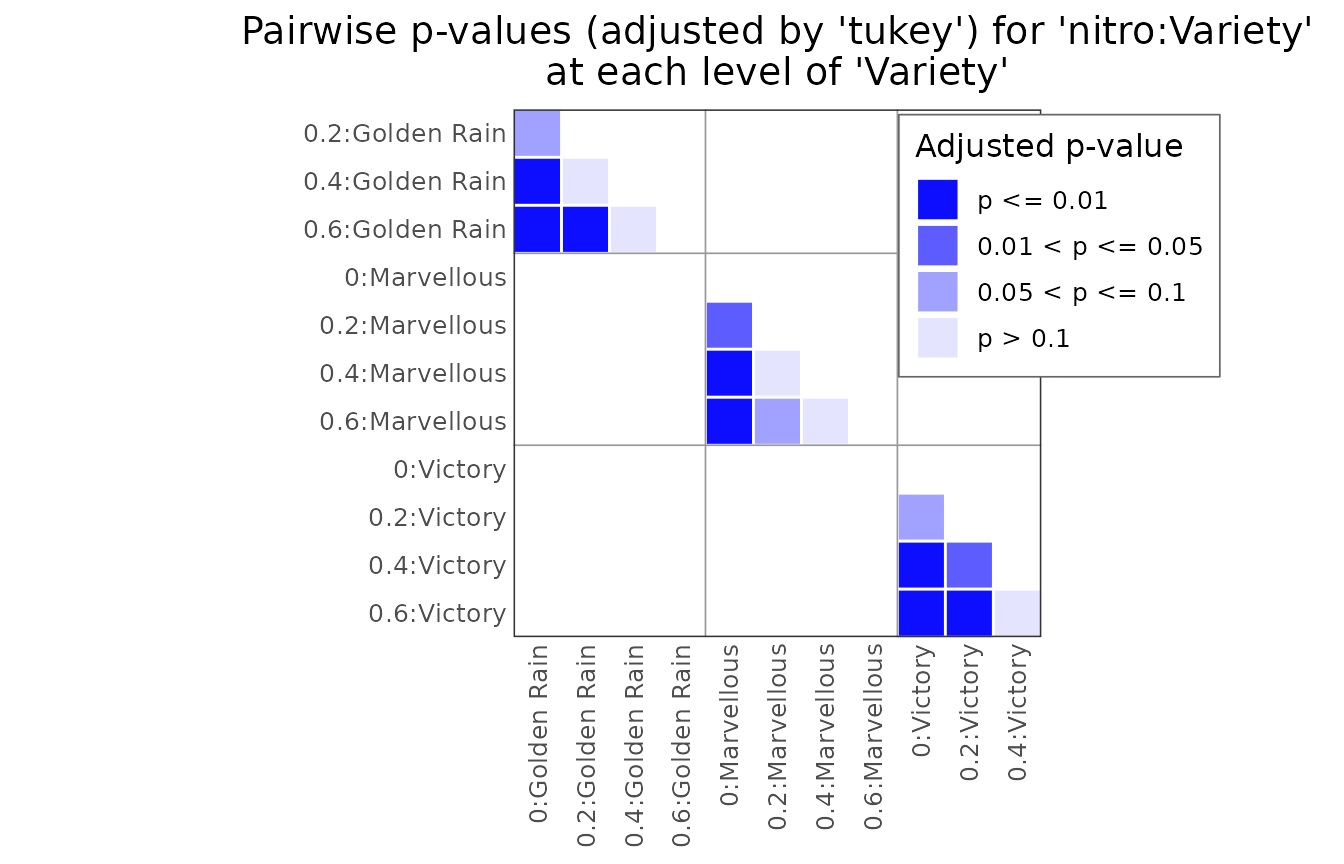 Pairwise p-values (adjusted by 'tukey') for 'nitro:Variety'
at each level of 'Variety'
0.2:Golden Rain
0.4:Golden Rain
0.6:Golden Rain
0:Marvellous
0.2:Marvellous
0.4:Marvellous
0.6:Marvellous
0:Victory
0.2:Victory
0.4:Victory
0.6:Victory
Adjusted p-value
p <= 0.01
0.01 < p <= 0.05
0.05 < p <= 0.1
p > 0.1
0:Golden Rain
0.2:Golden Rain
0.4:Golden Rain
0.6:Golden Rain
0:Marvellous
0.2:Marvellous
0.4:Marvellous
0.6:Marvellous
0:Victory
0.2:Victory
0.4:Victory